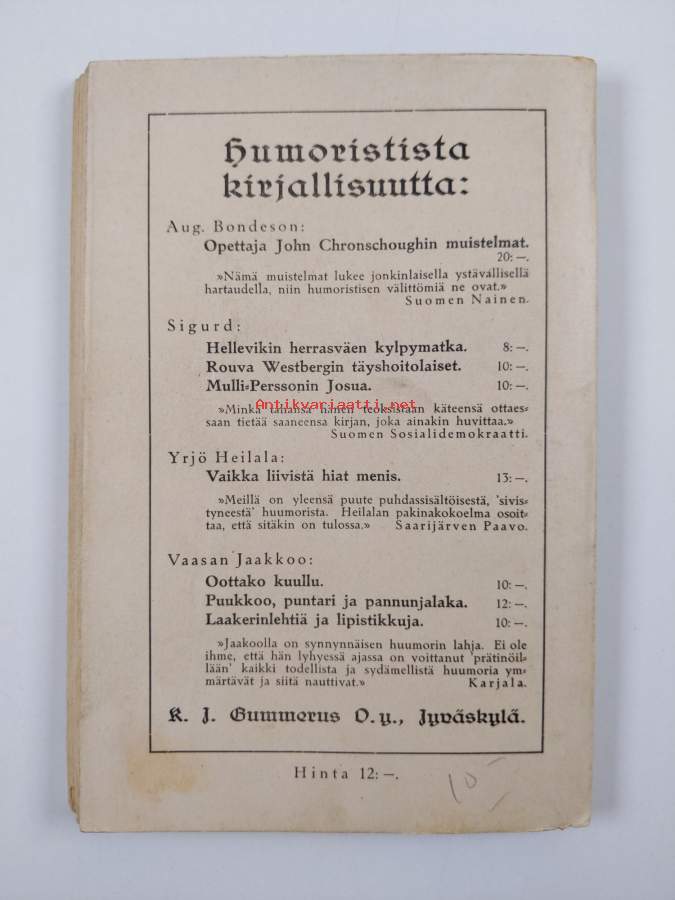 Humoristista
kirjallisuutta:
Aug. Bondeson:
Opettaja John Chronschoughin muistelmat.
20: —.
»Nämä muistelmat lukee jonkinlaisella ystävällisellä
hartaudella, niin humoristisen välittömiä ne ovat.»
Suomen Nainen.
Sigurd:
Hellevikin herrasväen kylpymatka. 8: —.
Rouva Westbergin täyshoitolaiset. 10: —.
Mulli-Perssonin Josua. 10: —.
Antikvariaatti.net
»Minkä tahansa hänen teoksistaan käteensä ottaes-
saan tietää saaneensa kirjan, joka ainakin huvittaa.»
Suomen Sosialidemokraatti.
Yrjö Heilala:
Vaikka liivistä hiat menis. 13: —.
»Meillä on yleensä puute puhdassisältöisestä, 'sivis-
tyneestä' huumorista. Heilalan pakinakokoelma osoit-
taa, että sitäkin on tulossa.» Saarijärven Paavo.
Vaasan Jaakkoo:
Oottako kuullu. 10: —.
Puukkoo, puntari ja pannunjalaka. 12: —.
Laakerinlehtiä ja lipistikkuja. 10: —.
»Jaakoolla on synnynnäisen huumorin lahja. Ei ole
ihme, että hän lyhyessä ajassa on voittanut 'prätinöil-
lään' kaikki todellista ja sydämellistä huumoria ym-
märtävät ja siitä nauttivat.» Karjala.
K. J. Gummerus O.y., Jyväskylä.
Hinta 12: —.
10 —